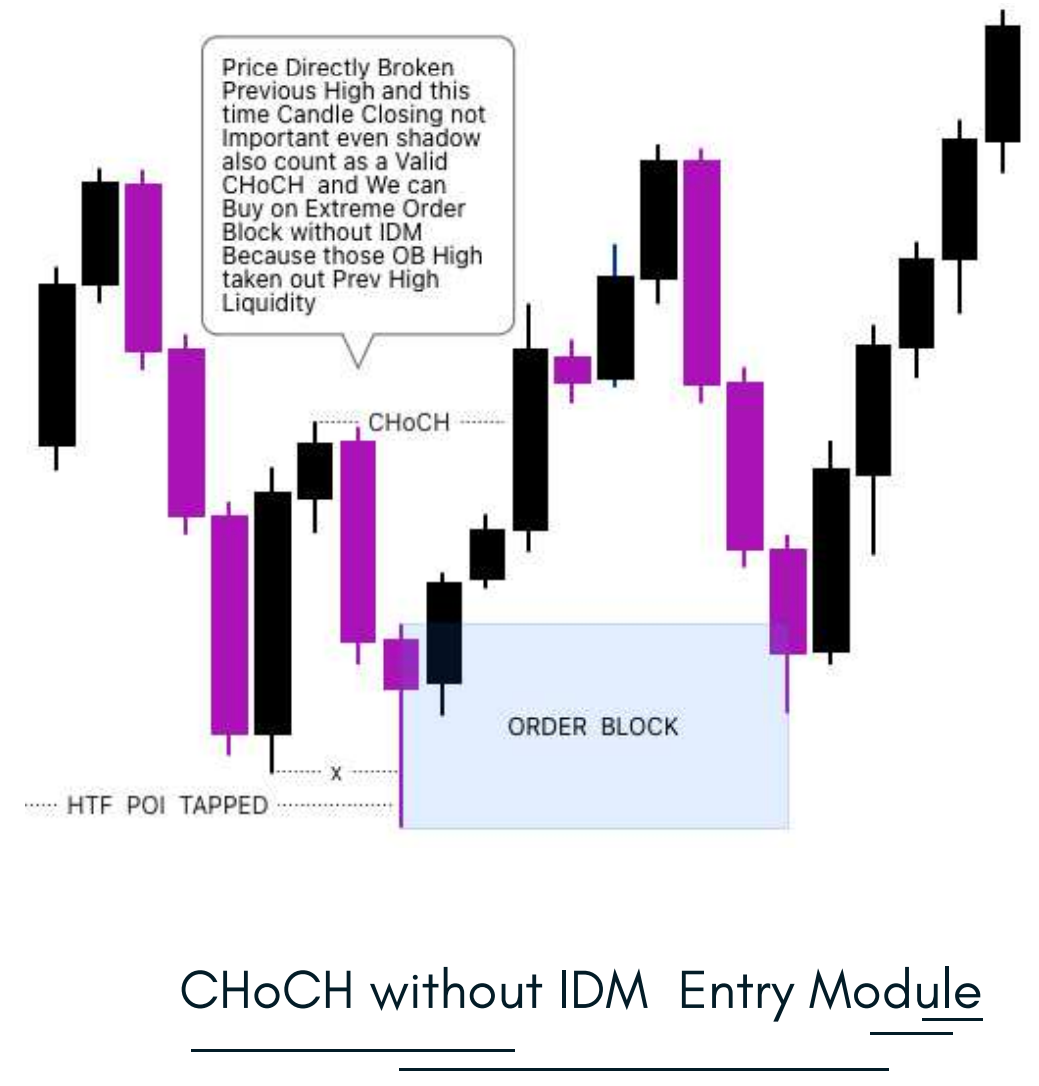 Price Directly Broken
Previous High and this
time Candle Closing not
Important even shadow
also count as a Valid
CHoCH and We can
Buy on Extreme Order
Block without IDM
Because those OB High
taken out Prev High
Liquidity
CHoCH
ORDER BLOCK
x
HTF POI TAPPED
CHoCH without IDM Entry Module